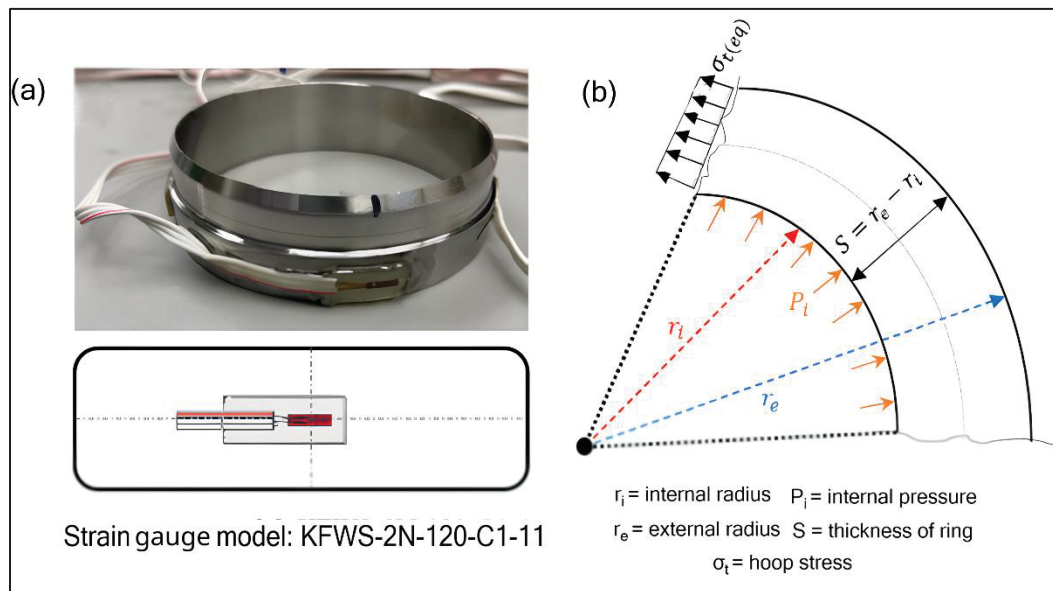 (a)
Strain gauge model: KFWS-2N-120-C1-11
(b)
σₜ₍eq₎
S = rₑ − rᵢ
Pᵢ
rᵢ
rₑ
rᵢ = internal radius Pᵢ = internal pressure
rₑ = external radius S = thickness of ring
σₜ = hoop stress